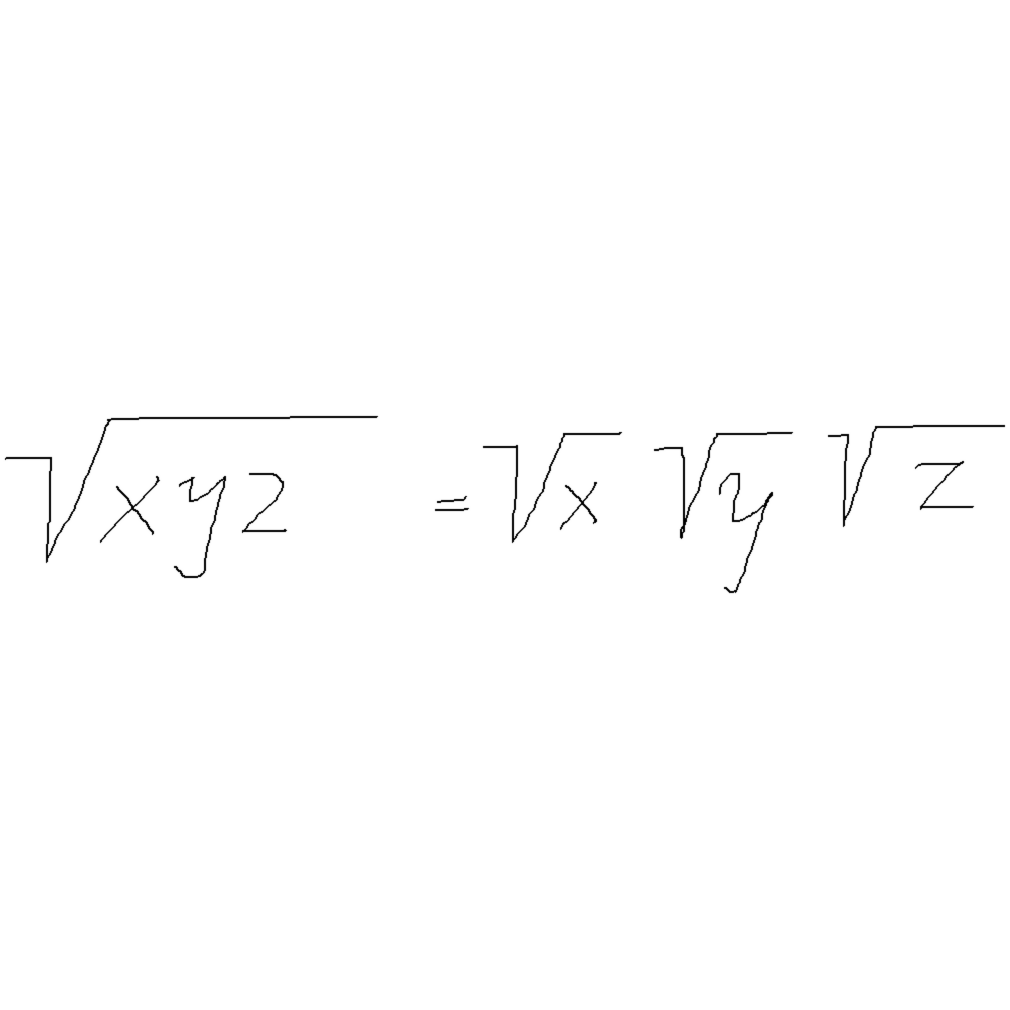 √xyz = √x √y √z